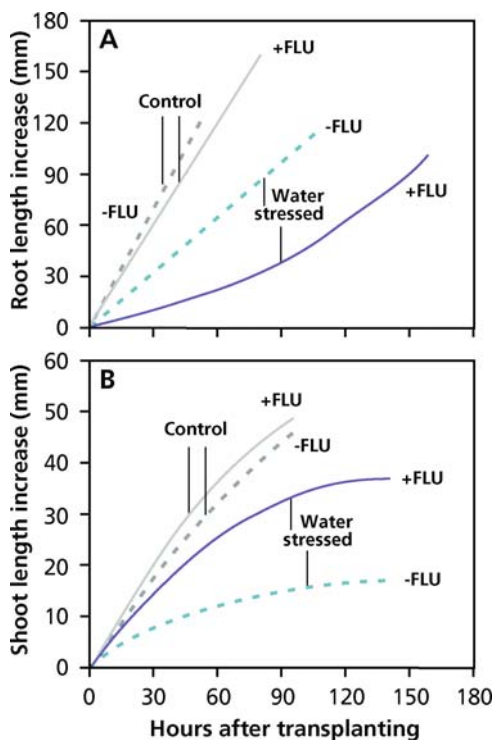 A
Root length increase (mm)
180
150
120
90
60
30
0
+FLU
Control
-FLU
-FLU
Water
stressed
+FLU
B
Shoot length increase (mm)
60
50
40
30
20
10
0
+FLU
Control
-FLU
+FLU
Water
stressed
-FLU
0 30 60 90 120 150 180
Hours after transplanting